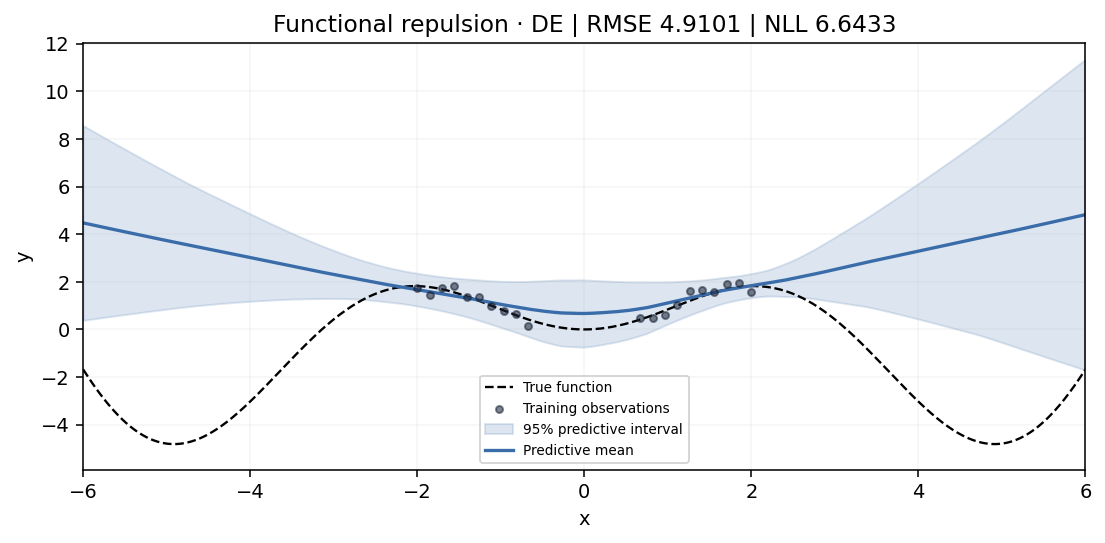 Functional repulsion · DE | RMSE 4.9101 | NLL 6.6433
12
10
8
6
4
2
0
−2
−4
y
True function
Training observations
95% predictive interval
Predictive mean
−6
−4
−2
0
2
4
6
x